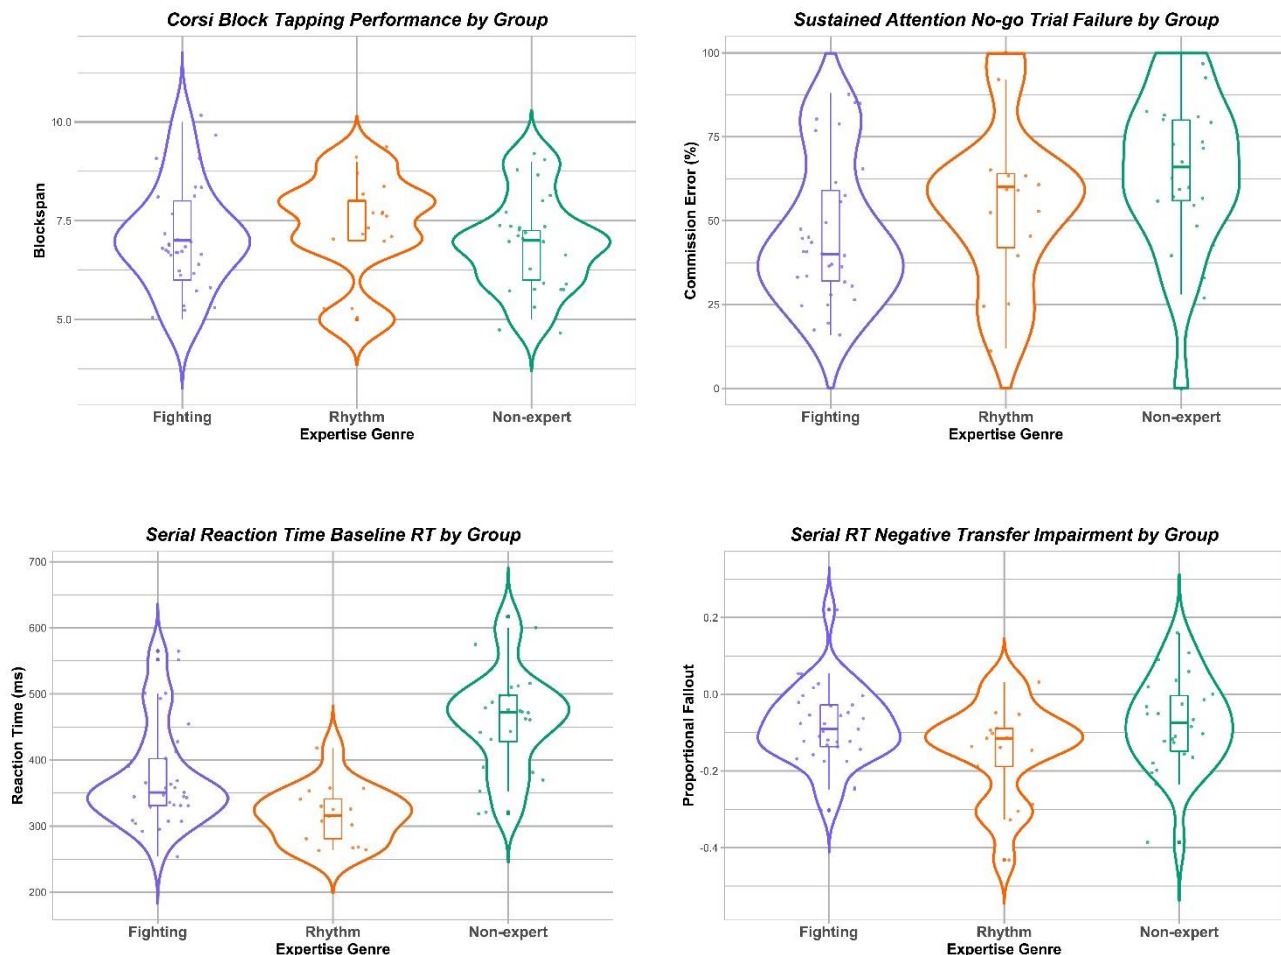 Corsi Block Tapping Performance by Group
Blockspan
10.0
7.5
5.0
Fighting
Rhythm
Non-expert
Expertise Genre
Sustained Attention No-go Trial Failure by Group
Commission Error (%)
100
75
50
25
0
Fighting
Rhythm
Non-expert
Expertise Genre
Serial Reaction Time Baseline RT by Group
Reaction Time (ms)
700
600
500
400
300
200
Fighting
Rhythm
Non-expert
Expertise Genre
Serial RT Negative Transfer Impairment by Group
Proportional Fallout
0.2
0.0
-0.2
-0.4
Fighting
Rhythm
Non-expert
Expertise Genre